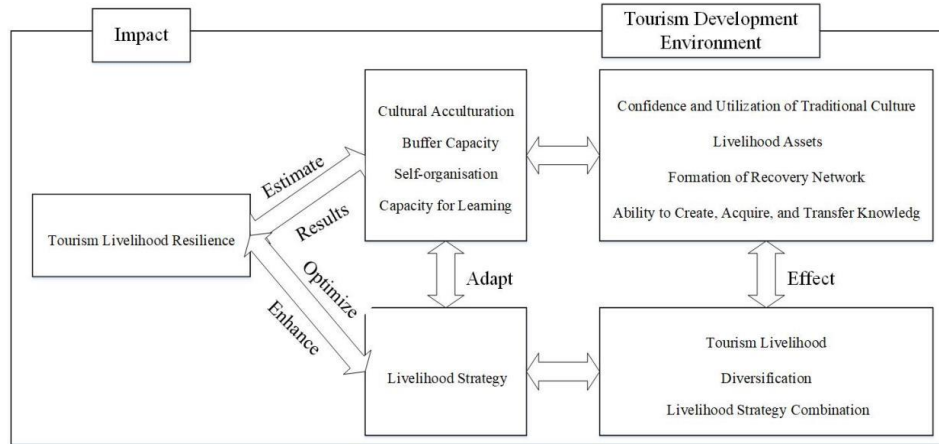 Impact
Tourism Development
Environment
Cultural Acculturation
Buffer Capacity
Self-organisation
Capacity for Learning
Confidence and Utilization of Traditional Culture
Livelihood Assets
Formation of Recovery Network
Ability to Create, Acquire, and Transfer Knowledg
Estimate
Results
Tourism Livelihood Resilience
Optimize
Enhance
Adapt
Effect
Livelihood Strategy
Tourism Livelihood
Diversification
Livelihood Strategy Combination